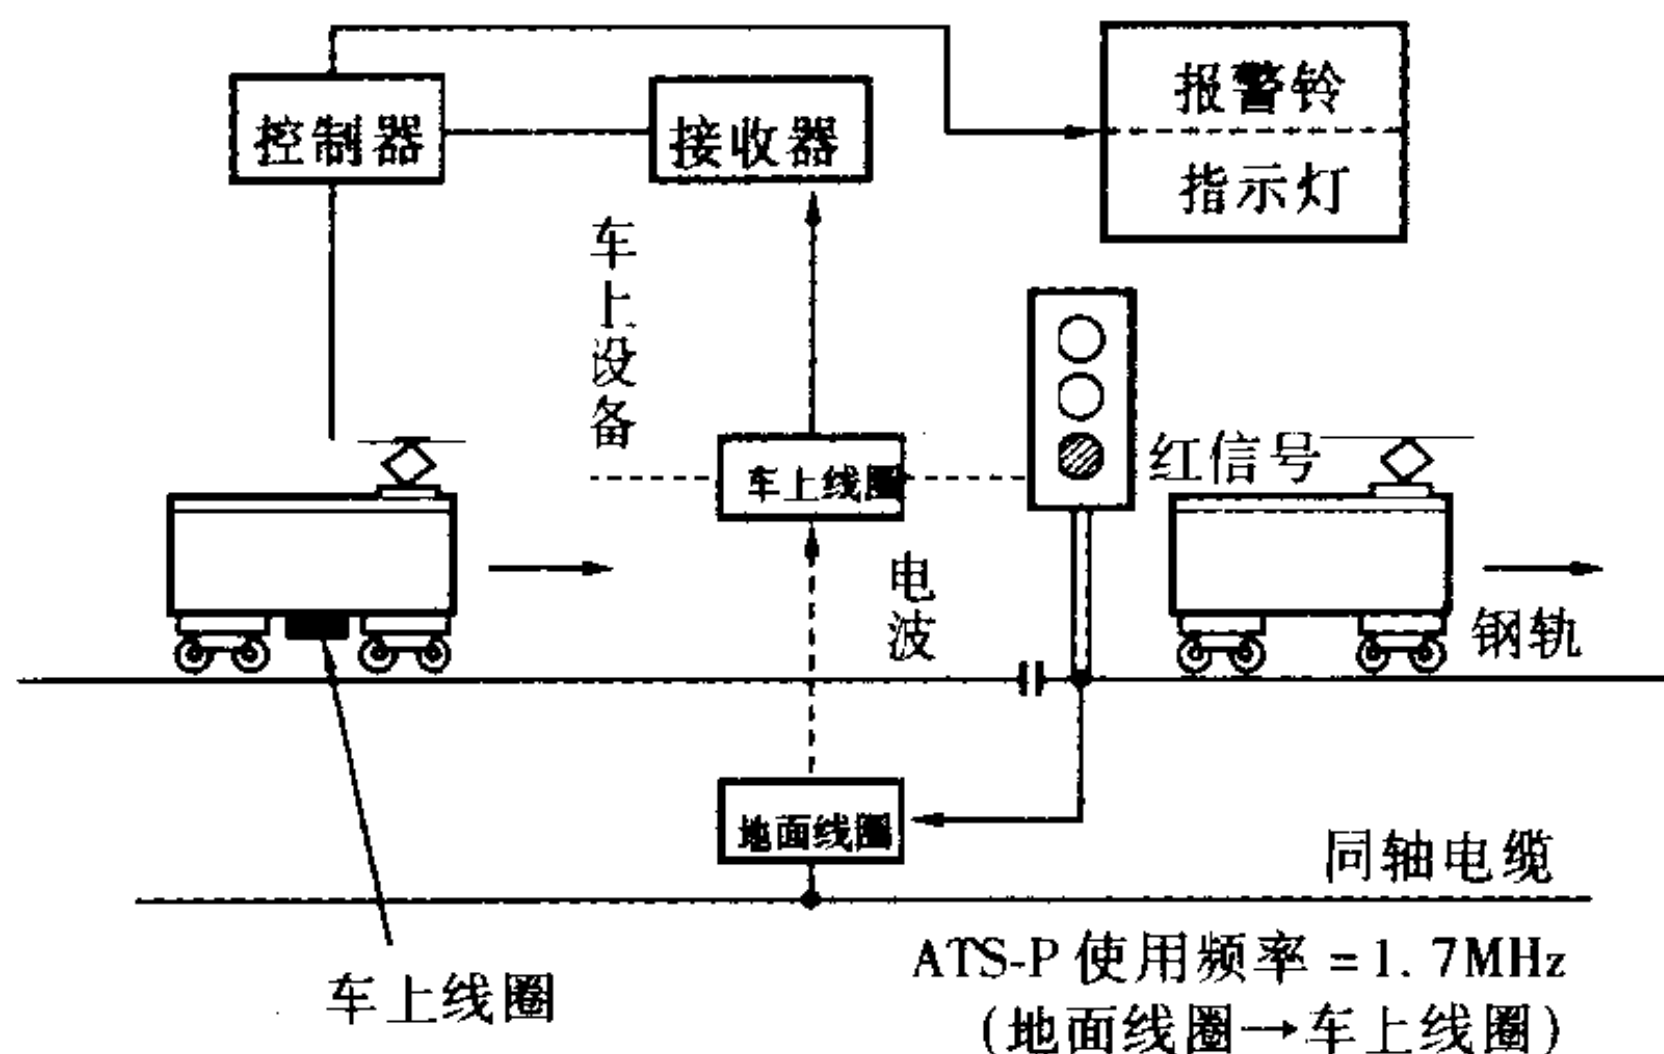 报警铃
控制器
接收器
指示灯
车上设备
车上线圈
红信号
电波
钢轨
地面线圈
同轴电缆
ATS-P 使用频率 = 1. 7MHz
车上线圈
(地面线圈→车上线圈)